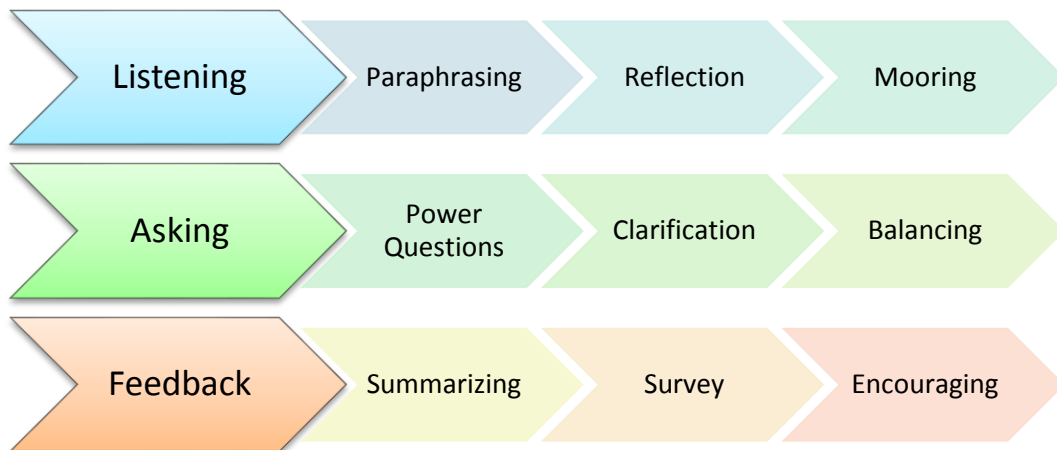 Listening
Paraphrasing
Reflection
Mooring
Asking
Power
Questions
Clarification
Balancing
Feedback
Summarizing
Survey
Encouraging